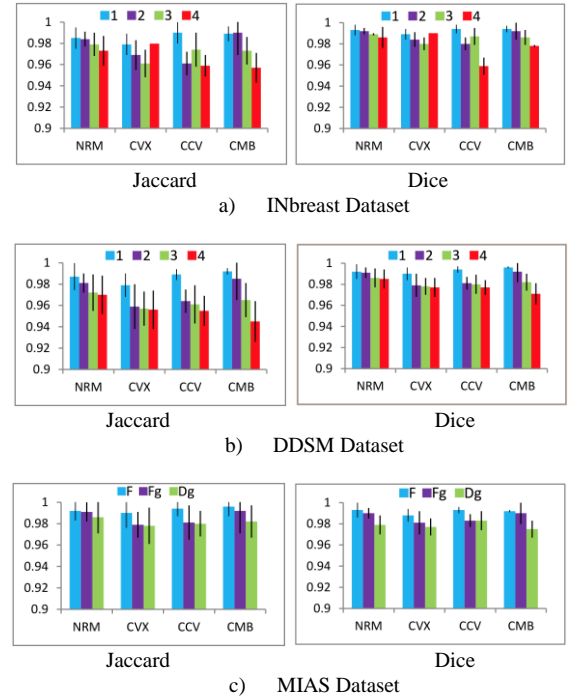 1 2 3 4
1 2 3 4
1
0.98
0.96
0.94
0.92
0.9
NRM CVX CCV CMB
1
0.98
0.96
0.94
0.92
0.9
NRM CVX CCV CMB
Jaccard Dice
a) INbreast Dataset
1 2 3 4
1 2 3 4
1
0.98
0.96
0.94
0.92
0.9
NRM CVX CCV CMB
1
0.98
0.96
0.94
0.92
0.9
NRM CVX CCV CMB
Jaccard Dice
b) DDSM Dataset
F Fg Dg
F Fg Dg
1
0.98
0.96
0.94
0.92
0.9
NRM CVX CCV CMB
1
0.98
0.96
0.94
0.92
0.9
NRM CVX CCV CMB
Jaccard Dice
c) MIAS Dataset